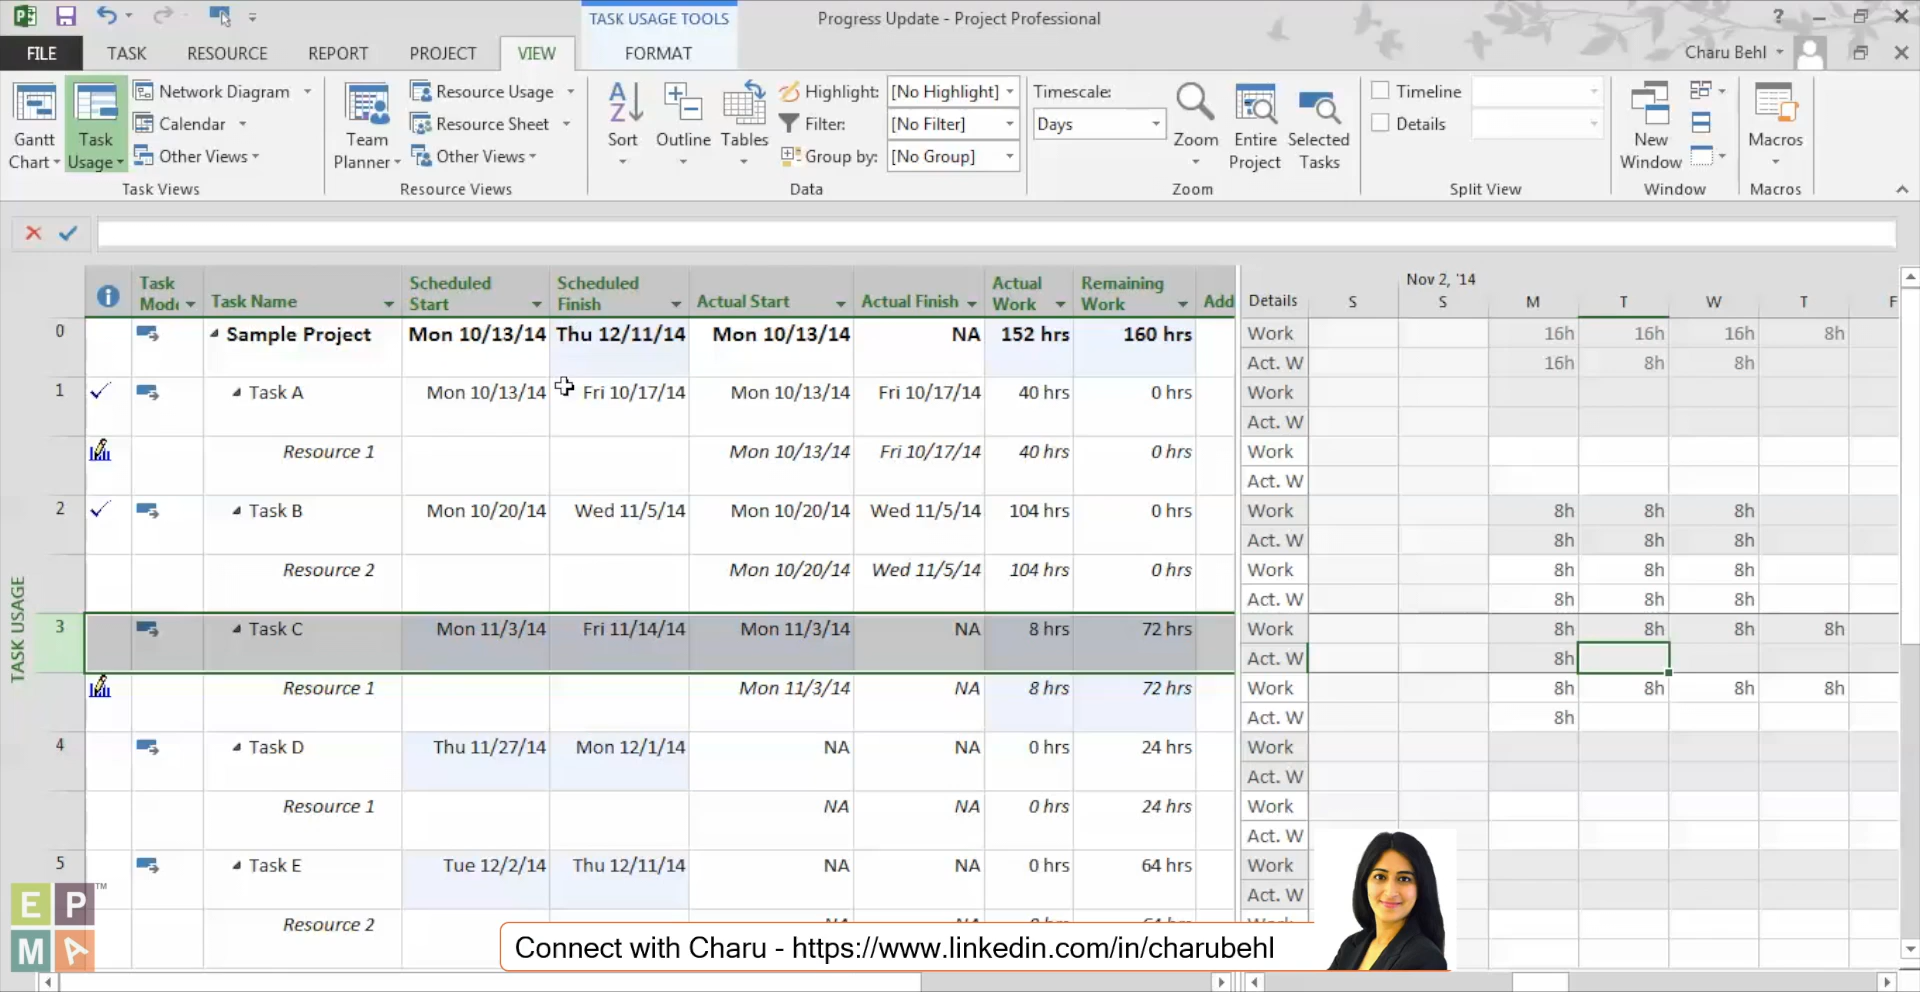 TASK USAGE TOOLS
Progress Update - Project Professional
?
FILE TASK RESOURCE REPORT PROJECT VIEW FORMAT
Charu Behl
Gantt Chart
Task Usage
Network Diagram
Calendar
Other Views
Task Views
Team Planner
Resource Usage
Resource Sheet
Other Views
Resource Views
Sort
Outline
Tables
Highlight: [No Highlight]
Filter: [No Filter]
Group by: [No Group]
Data
Timescale:
Days
Zoom
Entire Project
Selected Tasks
Zoom
Timeline
Details
Split View
New Window
Window
Macros
Macros
Task Mode Task Name Scheduled Start Scheduled Finish Actual Start Actual Finish Actual Work Remaining Work Add
Nov 2, '14
Details S S M T W T F
0 Sample Project Mon 10/13/14 Thu 12/11/14 Mon 10/13/14 NA 152 hrs 160 hrs Work 16h 16h 16h 8h
Act. W 16h 8h 8h
1 Task A Mon 10/13/14 Fri 10/17/14 Mon 10/13/14 Fri 10/17/14 40 hrs 0 hrs Work
Act. W
Resource 1 Mon 10/13/14 Fri 10/17/14 40 hrs 0 hrs Work
Act. W
2 Task B Mon 10/20/14 Wed 11/5/14 Mon 10/20/14 Wed 11/5/14 104 hrs 0 hrs Work 8h 8h 8h
Act. W 8h 8h 8h
Resource 2 Mon 10/20/14 Wed 11/5/14 104 hrs 0 hrs Work 8h 8h 8h
Act. W 8h 8h 8h
3 Task C Mon 11/3/14 Fri 11/14/14 Mon 11/3/14 NA 8 hrs 72 hrs Work 8h 8h 8h 8h
Act. W 8h
Resource 1 Mon 11/3/14 NA 8 hrs 72 hrs Work 8h 8h 8h 8h
Act. W 8h
4 Task D Thu 11/27/14 Mon 12/1/14 NA NA 0 hrs 24 hrs Work
Act. W
Resource 1 NA NA 0 hrs 24 hrs Work
Act. W
5 Task E Tue 12/2/14 Thu 12/11/14 NA NA 0 hrs 64 hrs Work
Act. W
Resource 2
TASK USAGE
EPMA™
Connect with Charu - https://www.linkedin.com/in/charubehl